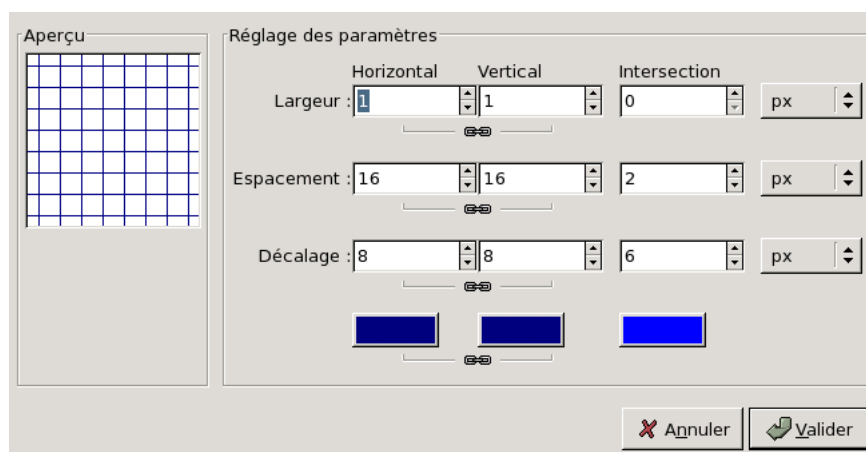 Aperçu
Réglage des paramètres
Horizontal Vertical Intersection
Largeur : 1 1 0 px
Espacement : 16 16 2 px
Décalage : 8 8 6 px
Annuler Valider